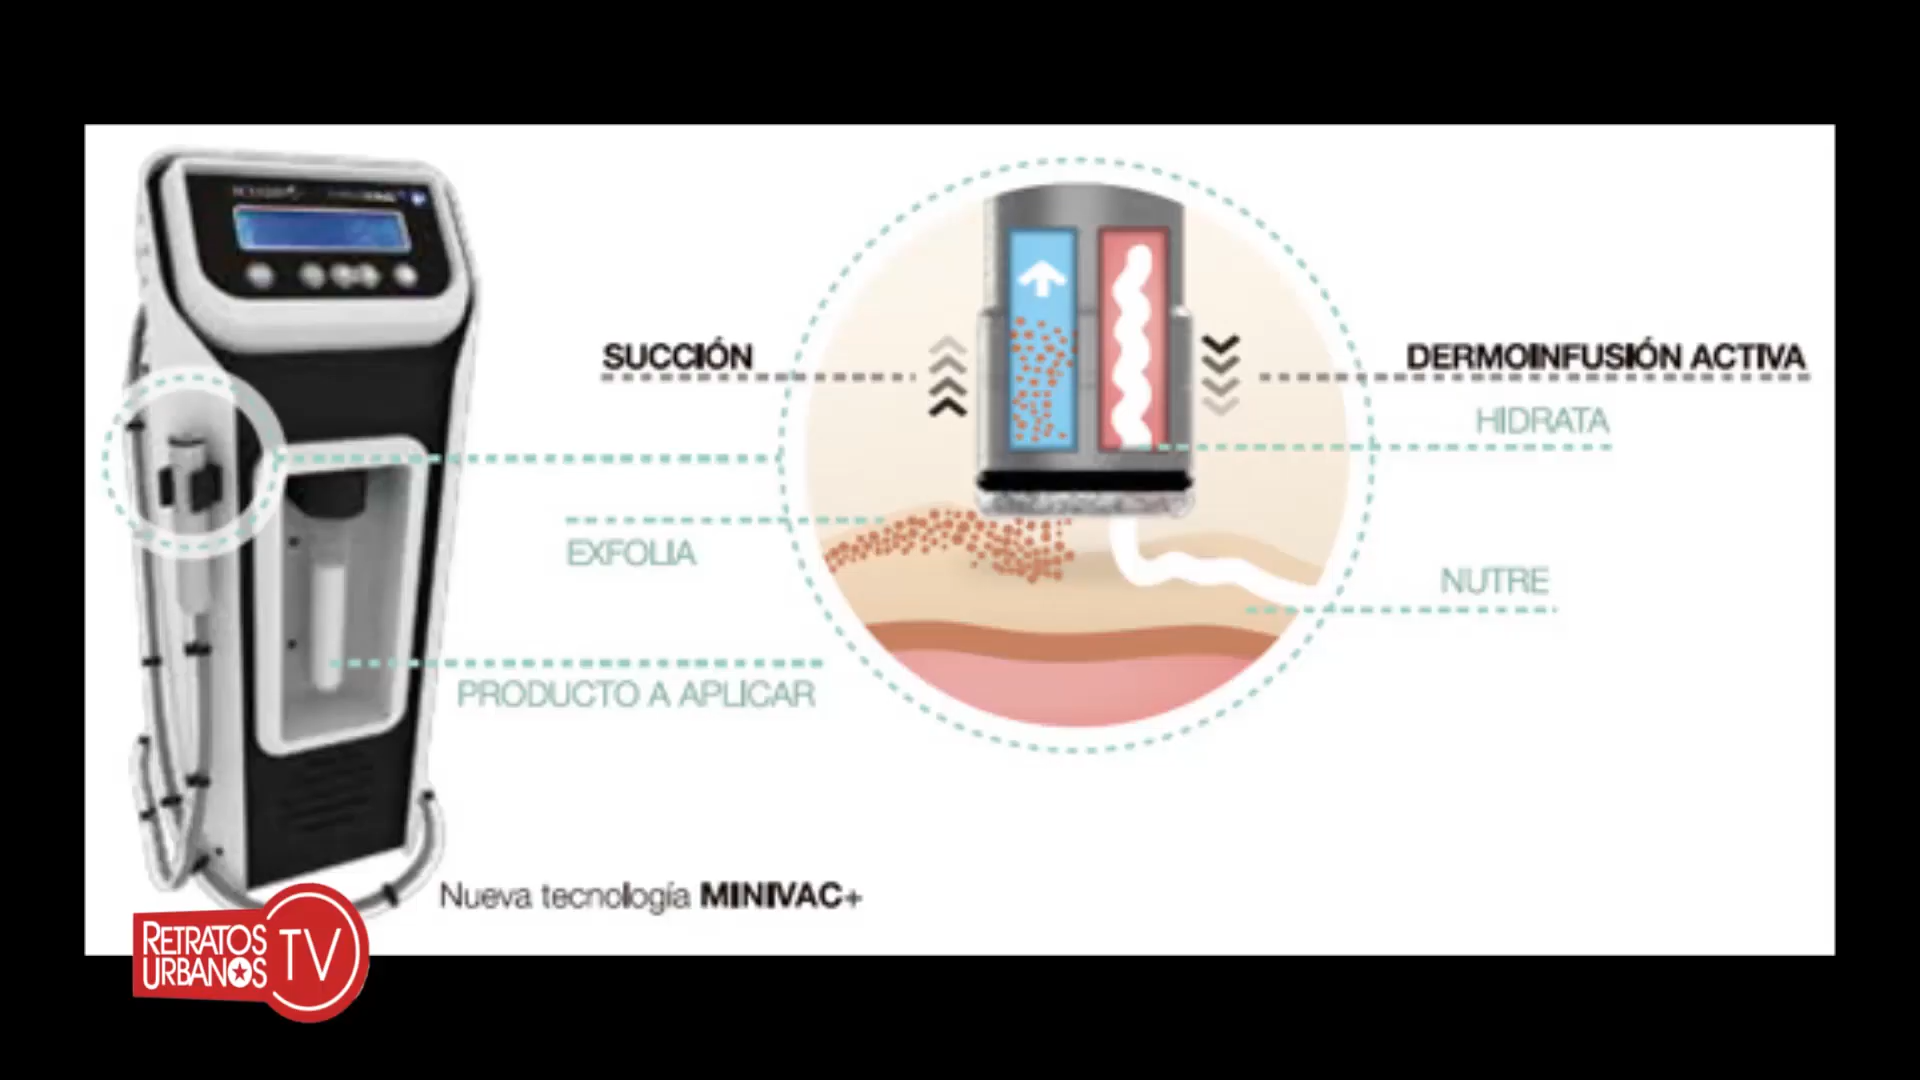 SUCCIÓN
DERMOINFUSIÓN ACTIVA
HIDRATA
EXFOLIA
NUTRE
PRODUCTO A APLICAR
Nueva tecnología MINIVAC+
RETRATOS
URBANOS
TV